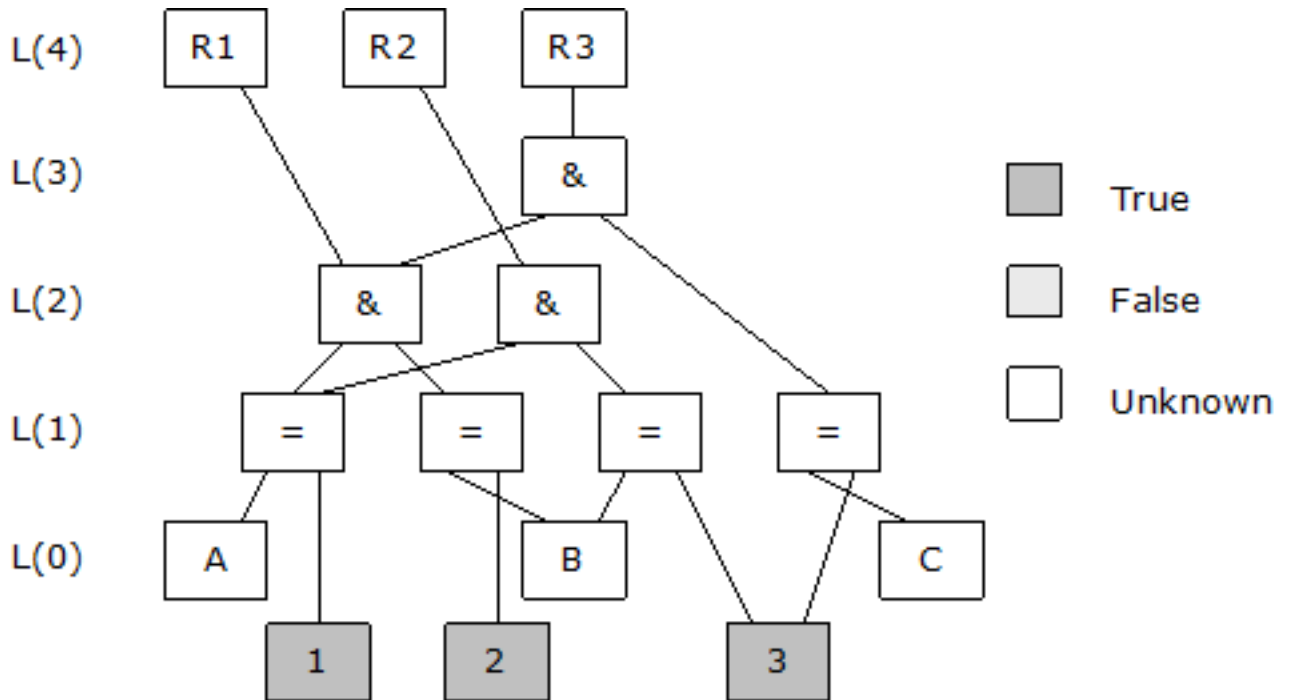 L(4) R1 R2 R3
L(3) &
True
L(2) & &
False
L(1) = = = =
Unknown
L(0) A B C
1 2 3